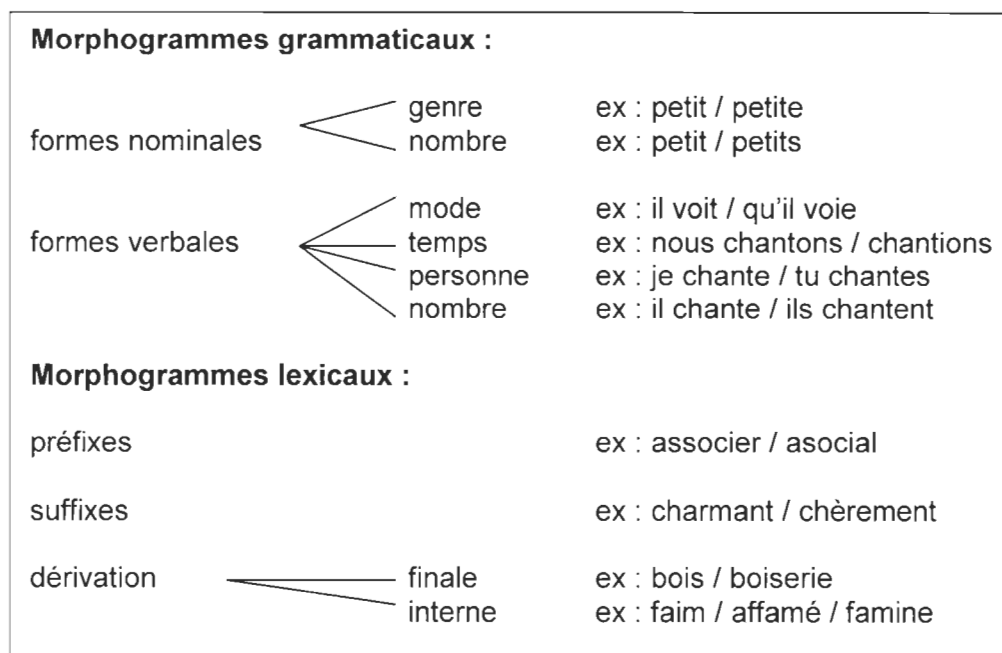 Morphogrammes grammaticaux :
genre ex : petit / petite
formes nominales nombre ex : petit / petits
mode ex : il voit / qu'il voie
formes verbales temps ex : nous chantons / chantions
personne ex : je chante / tu chantes
nombre ex : il chante / ils chantent
Morphogrammes lexicaux :
préfixes ex : associer / asocial
suffixes ex : charmant / chèrement
dérivation finale ex : bois / boiserie
interne ex : faim / affamé / famine